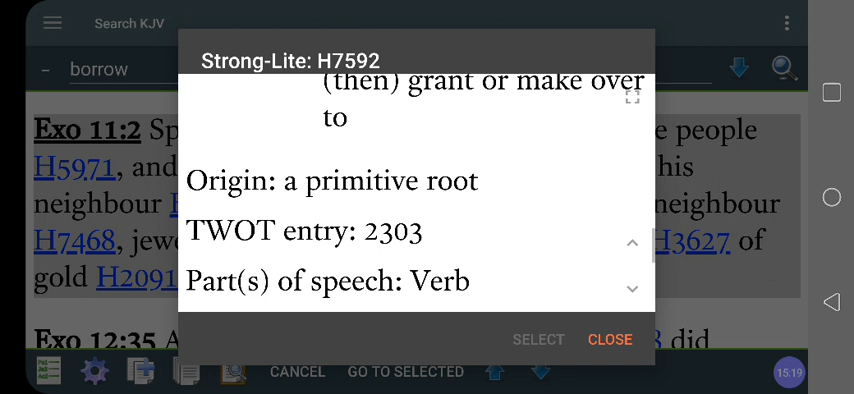 Search KJV
- borrow
Strong-Lite: H7592
(then) grant or make over
to
Origin: a primitive root
TWOT entry: 2303
Part(s) of speech: Verb
SELECT CLOSE
Exo 11:2 Sp e people
H5971, and his
neighbour neighbour
H7468, jewe H3627 of
gold H2091
Exo 12:35 A did
CANCEL GO TO SELECTED
15:19